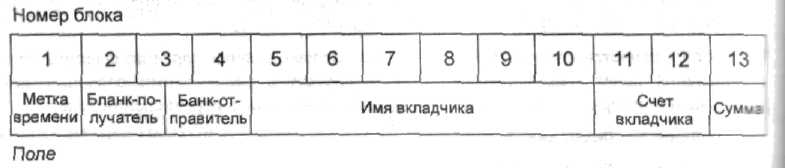 Номер блока
1 2 3 4 5 6 7 8 9 10 11 12 13
Метка Бланк-по- Банк-от- Имя вкладчика Счет Сумма
времени лучатель правитель вкладчика
Поле